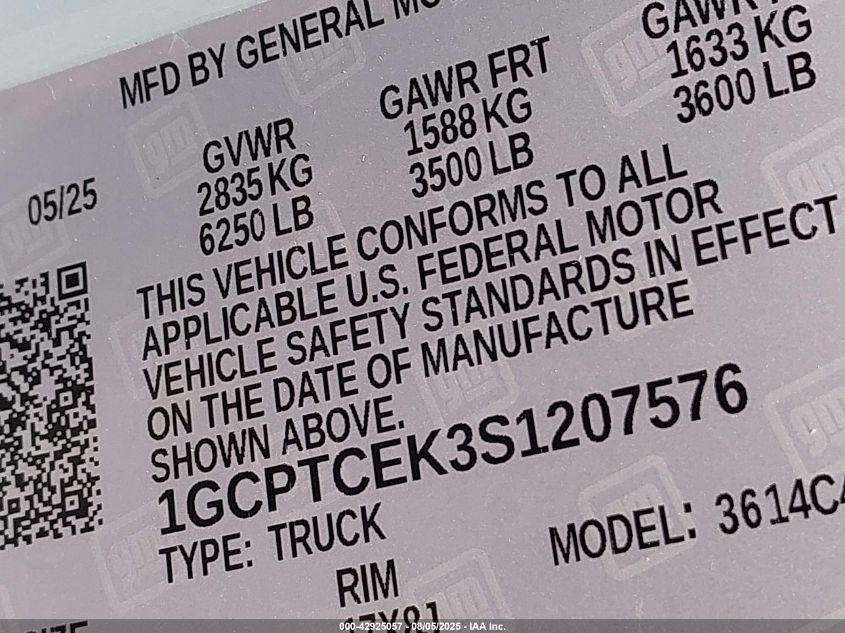 MFD BY GENERAL
GVWR GAWR FRT GAWR
05/25 2835 KG 1588 KG 1633 KG
6250 LB 3500 LB 3600 LB
THIS VEHICLE CONFORMS TO ALL
APPLICABLE U.S. FEDERAL MOTOR
VEHICLE SAFETY STANDARDS IN EFFECT
ON THE DATE OF MANUFACTURE
SHOWN ABOVE.
1GCPTCEK3S1207576
TYPE: TRUCK MODEL: 3614C
RIM
000-42925057 - 08/05/2025 - IAA Inc.